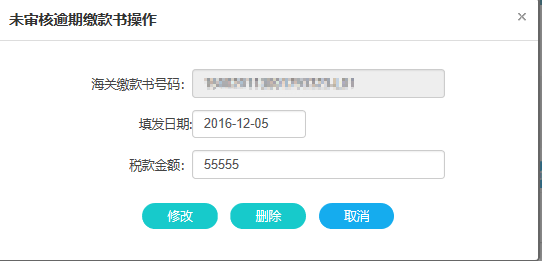 未审核逾期缴款书操作 ×
海关缴款书号码：
填发日期: 2016-12-05
税款金额： 55555
修改 删除 取消